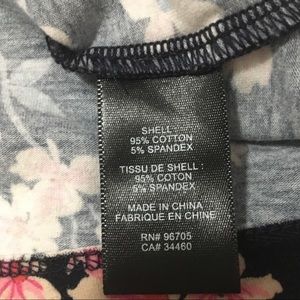 SHELL :
95% COTTON
5% SPANDEX
TISSU DE SHELL :
95% COTON
5% SPANDEX
MADE IN CHINA
FABRIQUE EN CHINE
RN# 96705
CA# 34460